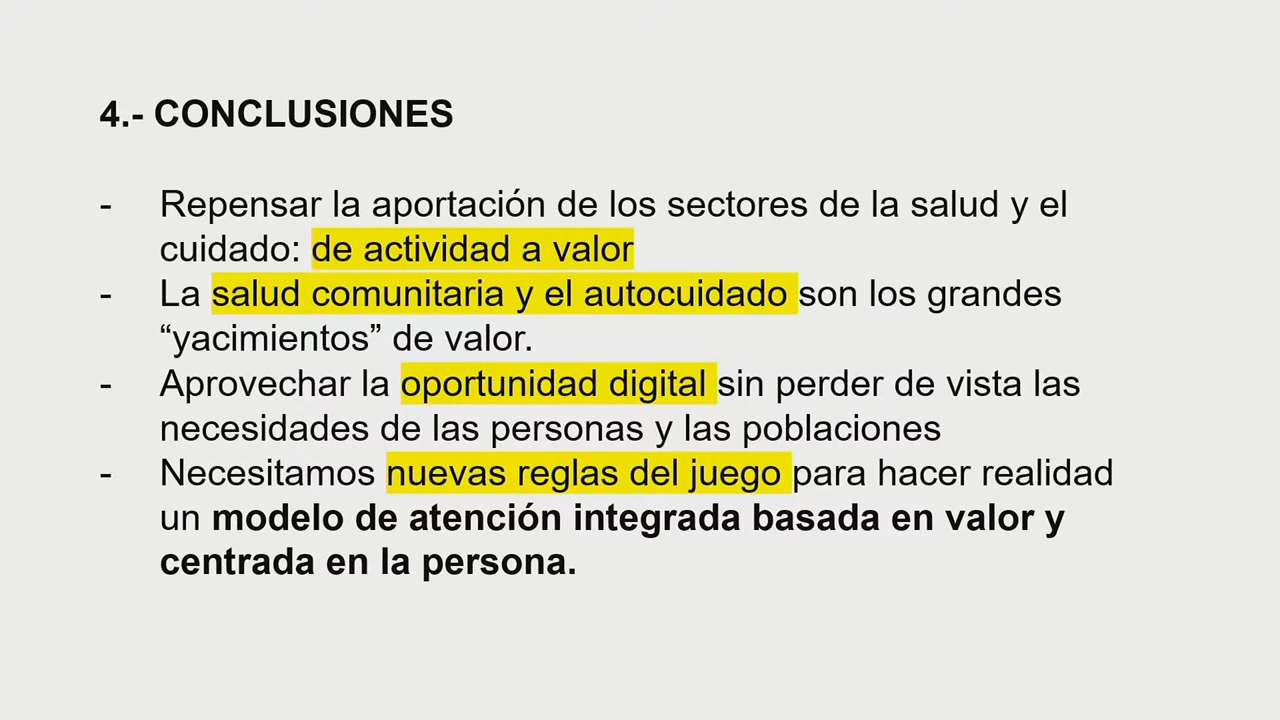 4.- CONCLUSIONES
- Repensar la aportación de los sectores de la salud y el
cuidado: de actividad a valor
- La salud comunitaria y el autocuidado son los grandes
“yacimientos” de valor.
- Aprovechar la oportunidad digital sin perder de vista las
necesidades de las personas y las poblaciones
- Necesitamos nuevas reglas del juego para hacer realidad
un modelo de atención integrada basada en valor y
centrada en la persona.